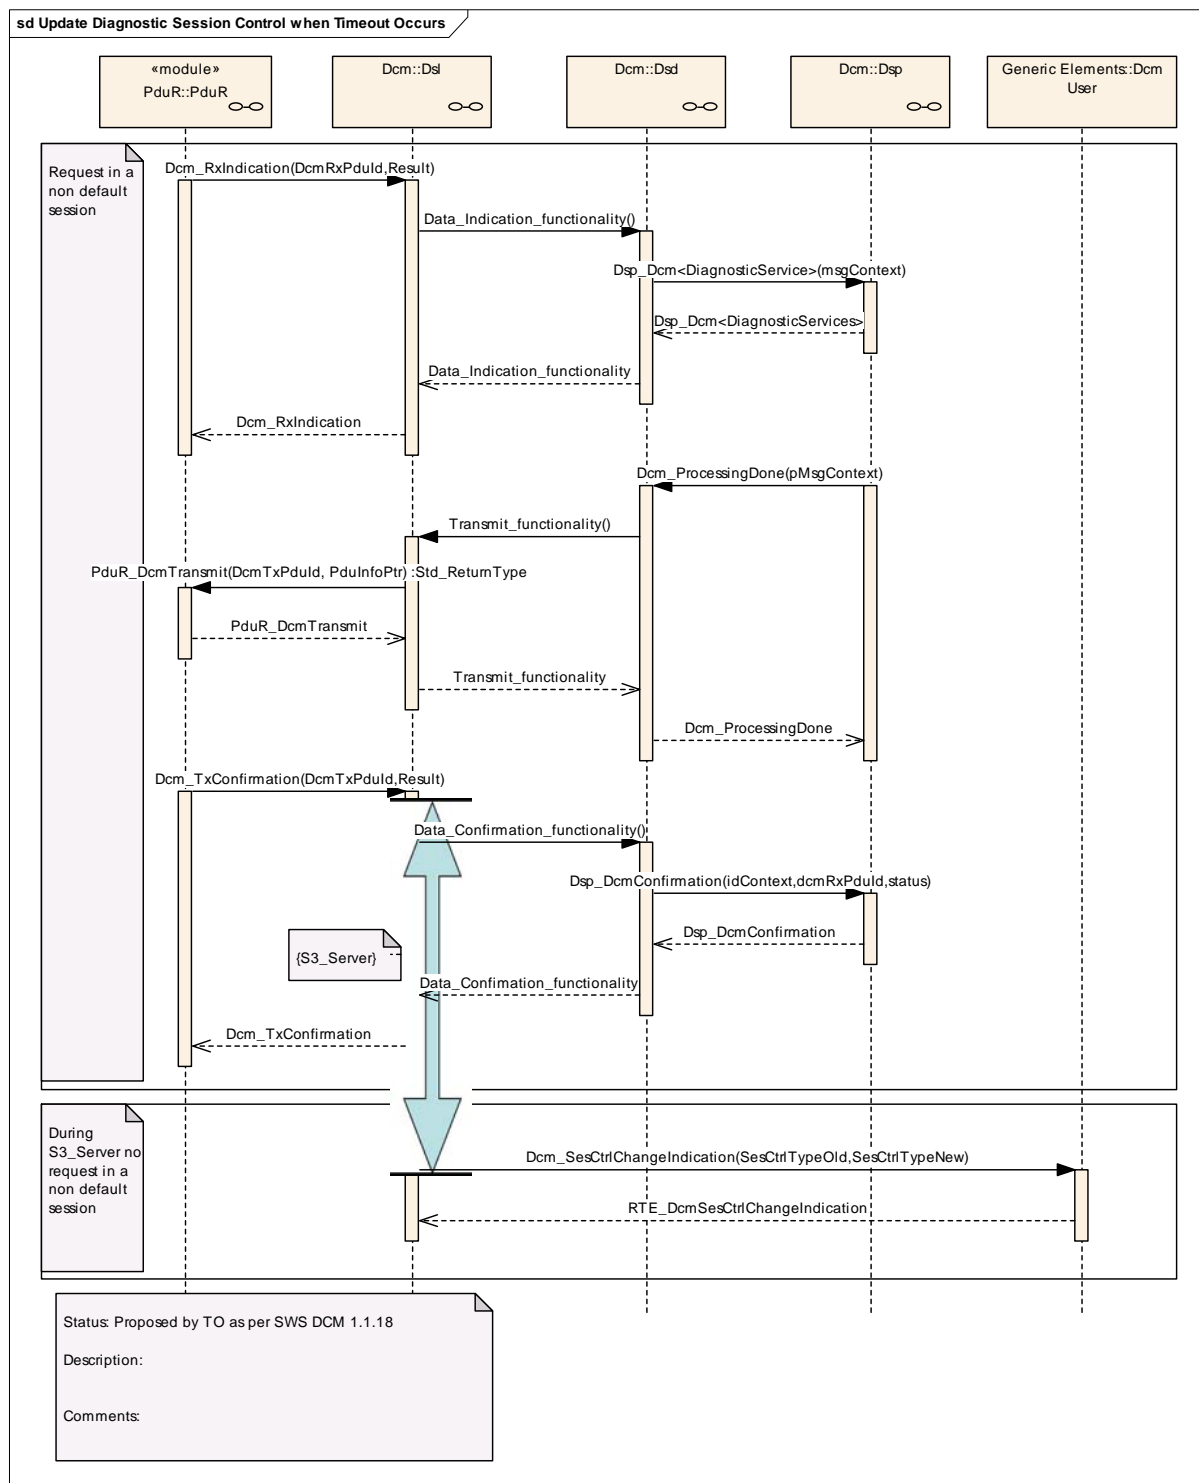 sd Update Diagnostic Session Control when Timeout Occurs
«module»
PduR::PduR
Dcm::Dsl
Dcm::Dsd
Dcm::Dsp
Generic Elements::Dcm
User
Request in a
non default
session
Dcm_RxIndication(DcmRxPduId,Result)
Data_Indication_functionality()
Dsp_Dcm<DiagnosticService>(msgContext)
Dsp_Dcm<DiagnosticServices>
Data_Indication_functionality
Dcm_RxIndication
Dcm_ProcessingDone(pMsgContext)
Transmit_functionality()
PduR_DcmTransmit(DcmTxPduId, PduInfoPtr) :Std_ReturnType
PduR_DcmTransmit
Transmit_functionality
Dcm_ProcessingDone
Dcm_TxConfirmation(DcmTxPduId,Result)
Data_Confirmation_functionality()
Dsp_DcmConfirmation(idContext,dcmRxPduId,status)
Dsp_DcmConfirmation
{S3_Server}
Data_Confimation_functionality
Dcm_TxConfirmation
During
S3_Server no
request in a
non default
session
Dcm_SesCtrlChangeIndication(SesCtrlTypeOld,SesCtrlTypeNew)
RTE_DcmSesCtrlChangeIndication
Status: Proposed by TO as per SWS DCM 1.1.18
Description:
Comments: